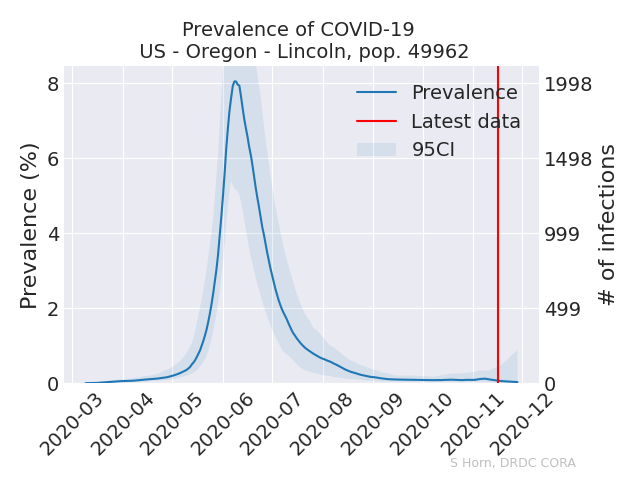 Prevalence of COVID-19
US - Oregon - Lincoln, pop. 49962
Prevalence (%)
8
6
4
2
0
Prevalence
Latest data
95CI
1998
1498
999
499
0
# of infections
2020-03
2020-04
2020-05
2020-06
2020-07
2020-08
2020-09
2020-10
2020-11
2020-12
S Horn, DRDC CORA